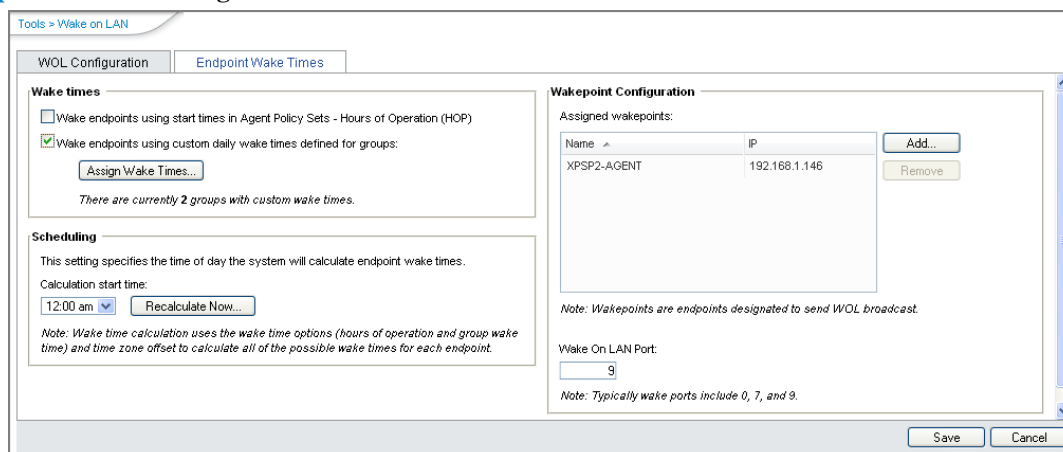 Tools > Wake on LAN
WOL Configuration
Endpoint Wake Times
Wake times
Wake endpoints using start times in Agent Policy Sets - Hours of Operation (HOP)
Wake endpoints using custom daily wake times defined for groups:
Assign Wake Times...
There are currently 2 groups with custom wake times.
Scheduling
This setting specifies the time of day the system will calculate endpoint wake times.
Calculation start time:
12:00 am
Recalculate Now...
Note: Wake time calculation uses the wake time options (hours of operation and group wake
time) and time zone offset to calculate all of the possible wake times for each endpoint.
Wakepoint Configuration
Assigned wakepoints:
Name IP
XPSP2-AGENT 192.168.1.146
Add...
Remove
Note: Wakepoints are endpoints designated to send WOL broadcast.
Wake On LAN Port:
9
Note: Typically wake ports include 0, 7, and 9.
Save
Cancel